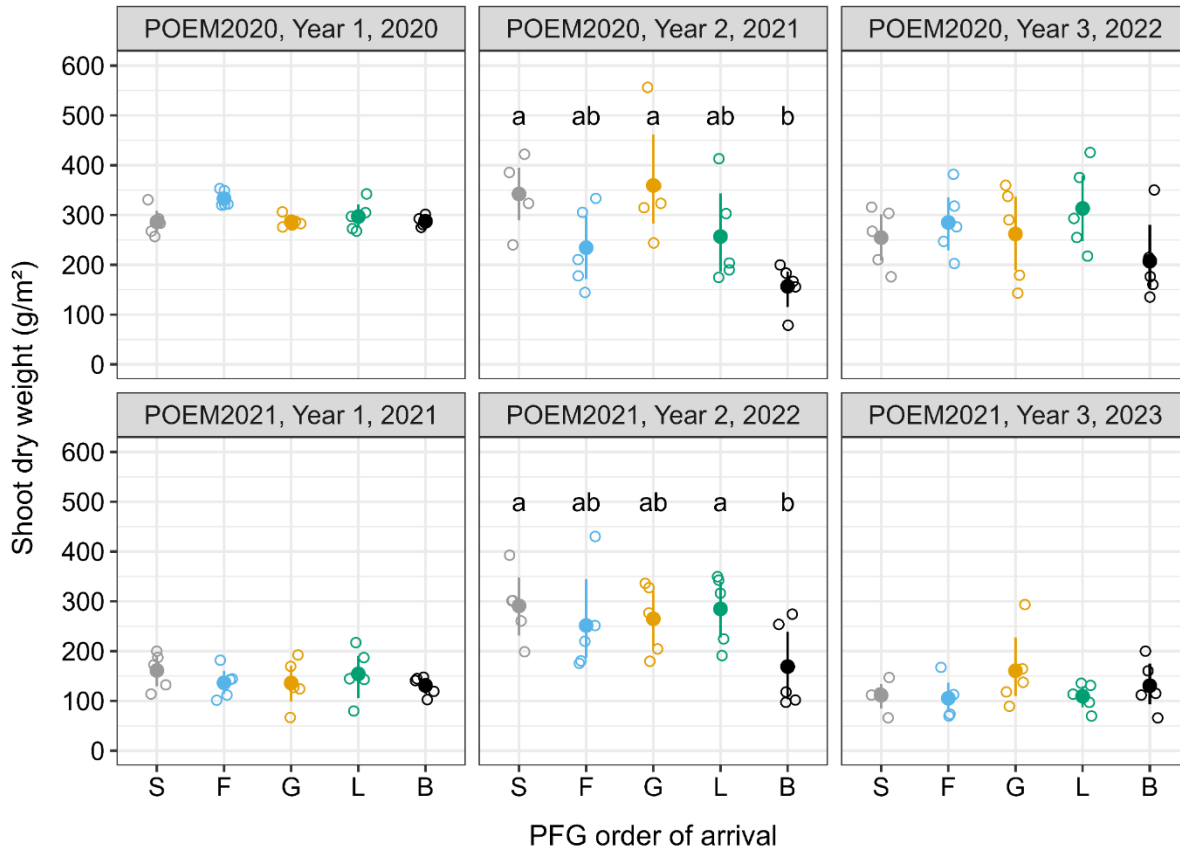 POEM2020, Year 1, 2020 POEM2020, Year 2, 2021 POEM2020, Year 3, 2022
600
500
400
300
200
100
0
a ab a ab b
POEM2021, Year 1, 2021 POEM2021, Year 2, 2022 POEM2021, Year 3, 2023
600
500
400
300
200
100
0
a ab ab a b
S F G L B S F G L B S F G L B
PFG order of arrival
Shoot dry weight (g/m²)